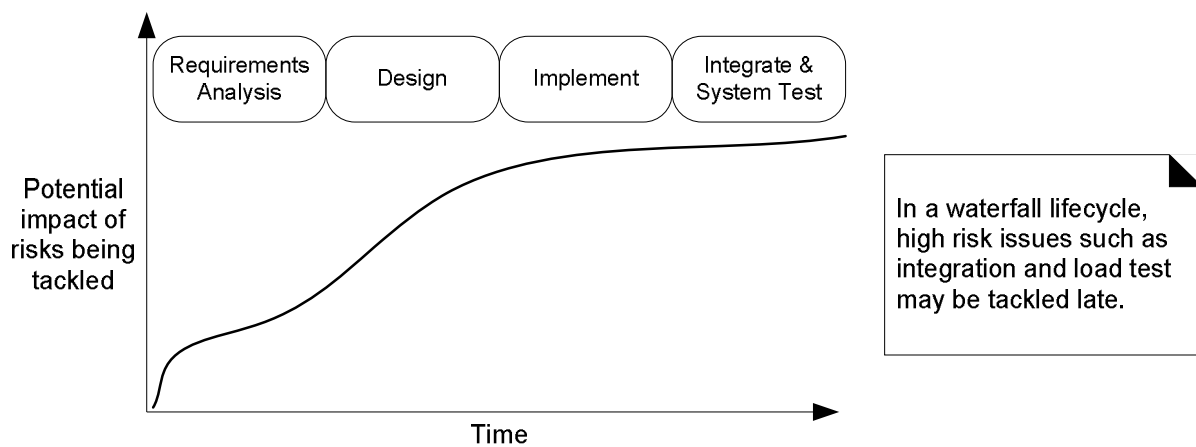 Requirements
Analysis
Design
Implement
Integrate &
System Test
Potential
impact of
risks being
tackled
In a waterfall lifecycle,
high risk issues such as
integration and load test
may be tackled late.
Time